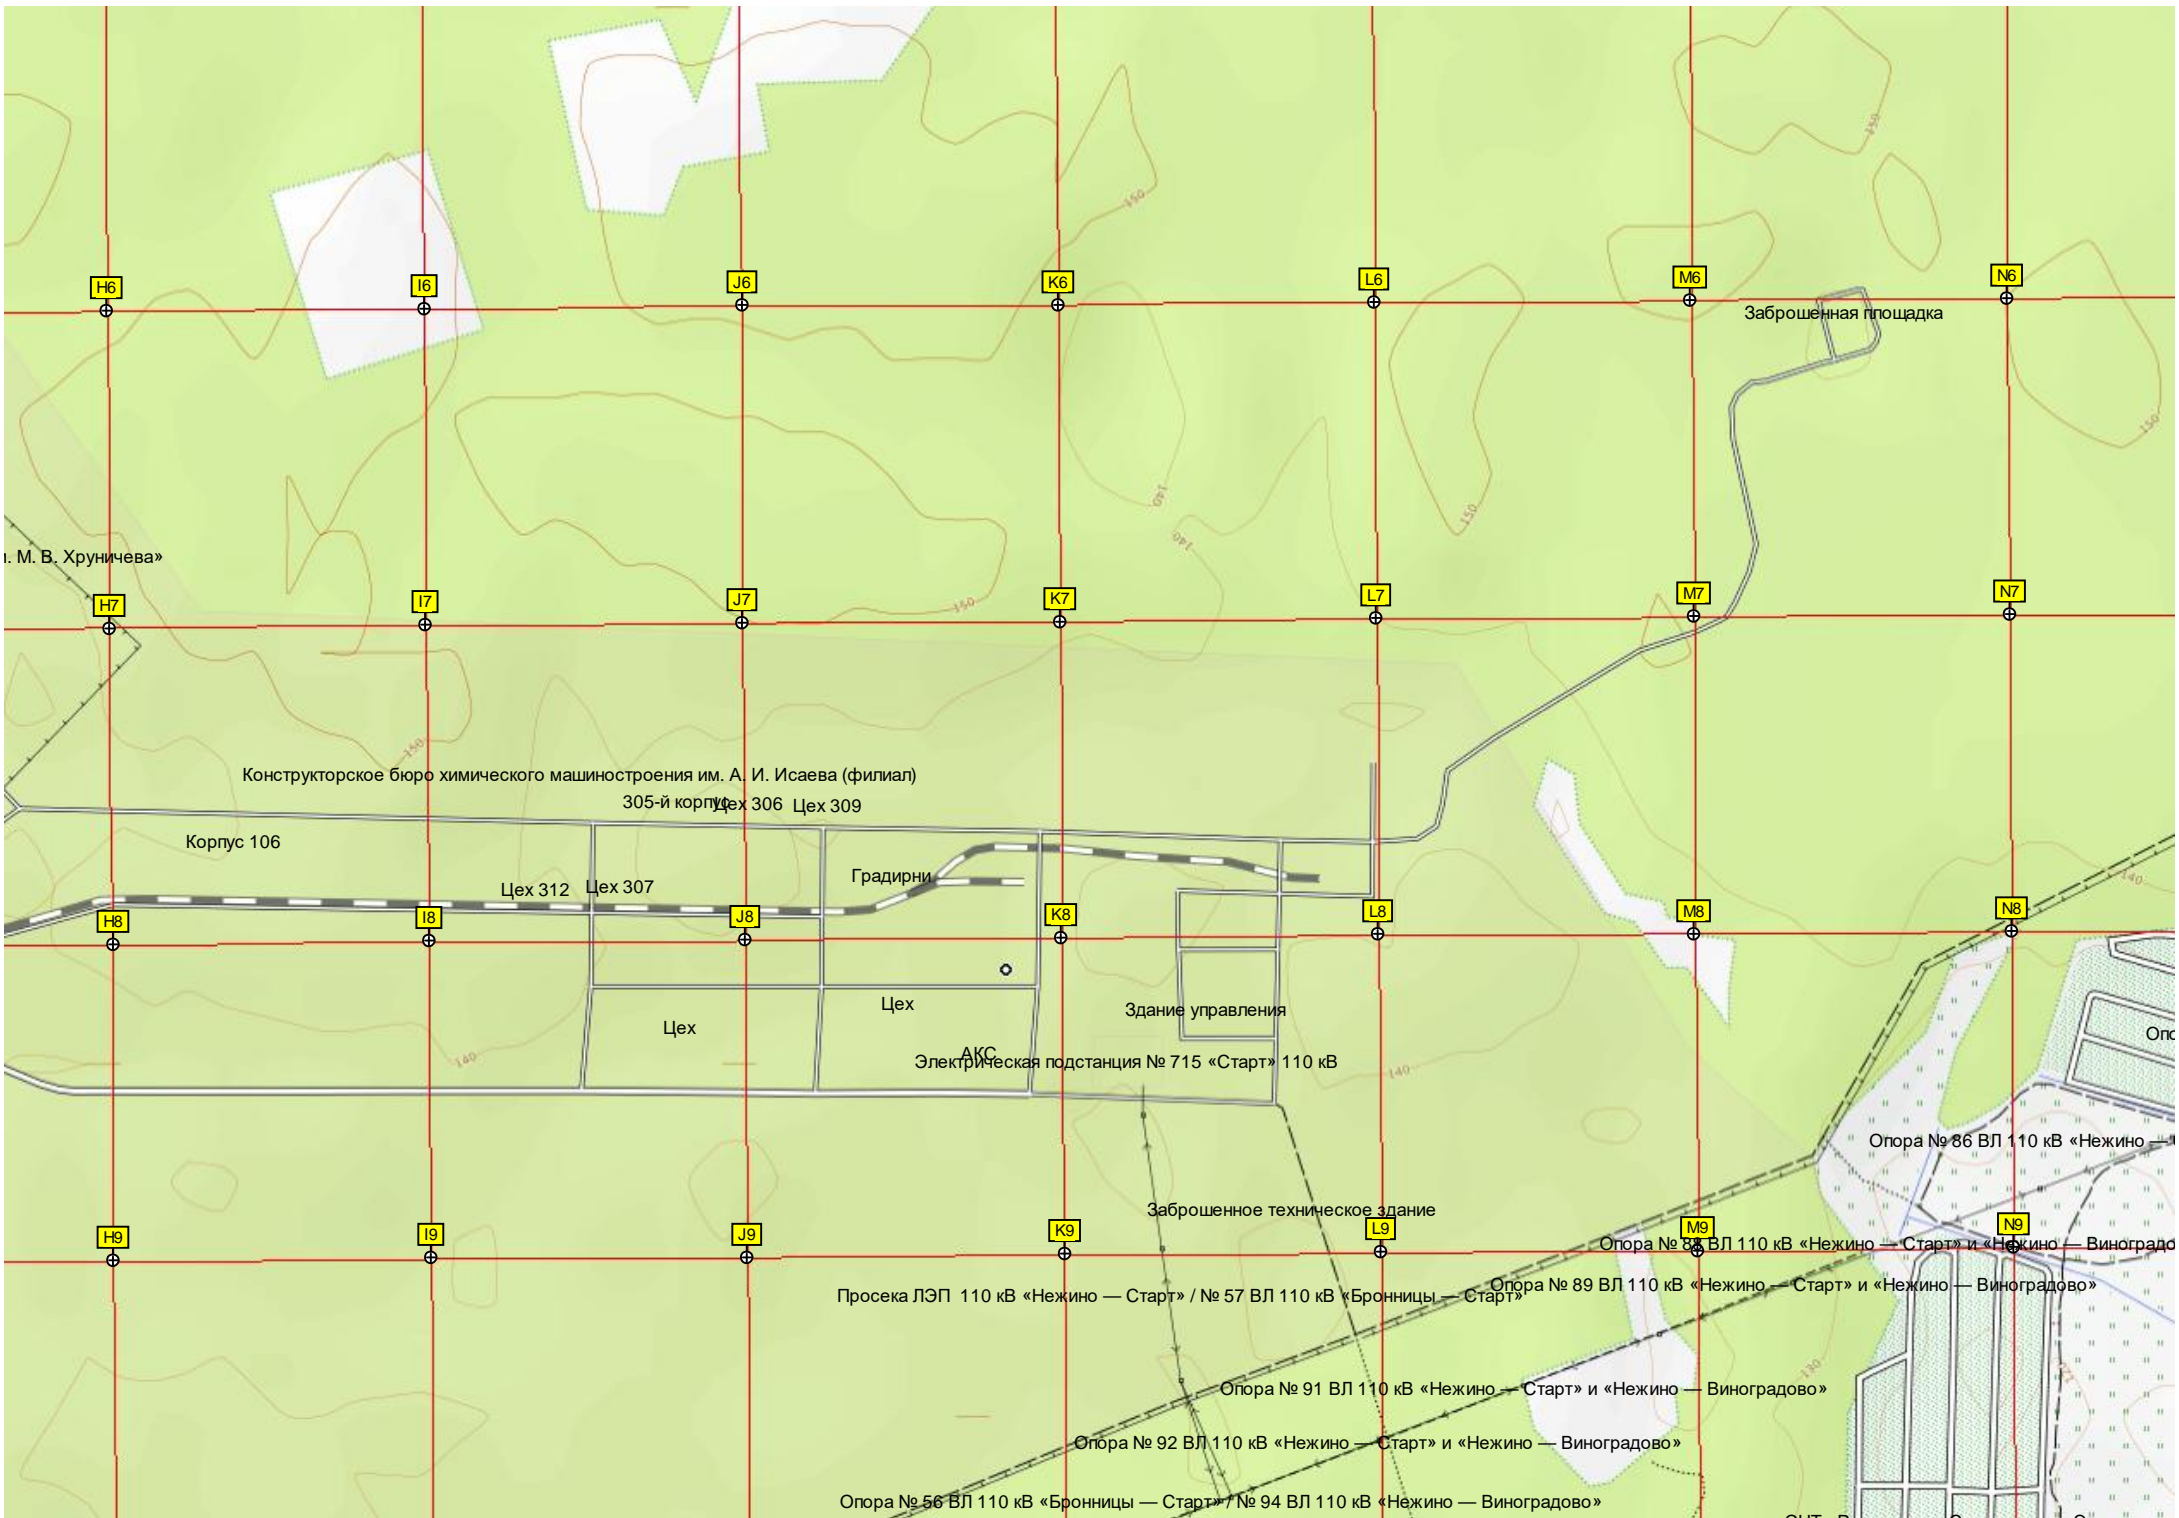 150
150
H6
I6
J6
K6
L6
M6
N6
Заброшенная площадка
150
140
150
140
М. В. Хруничева»
H7
I7
J7
K7
L7
M7
N7
150
150
Конструкторское бюро химического машиностроения им. А. И. Исаева (филиал)
305-й корпус
Цех 306
Цех 309
Корпус 106
Градирни
Цех 312
Цех 307
140
H8
I8
J8
K8
L8
M8
N8
Цех
Здание управления
Цех
АКС
Электрическая подстанция № 715 «Старт» 110 кВ
140
140
Опора № 86 ВЛ 110 кВ «Нежино —
Заброшенное техническое здание
H9
I9
J9
K9
L9
M9
N9
Опора № 88 ВЛ 110 кВ «Нежино — Старт» и «Нежино — Виноградо
Опора № 89 ВЛ 110 кВ «Нежино — Старт» и «Нежино — Виноградово»
Просека ЛЭП 110 кВ «Нежино — Старт» / № 57 ВЛ 110 кВ «Бронницы — Старт»
130
Опора № 91 ВЛ 110 кВ «Нежино — Старт» и «Нежино — Виноградово»
Опора № 92 ВЛ 110 кВ «Нежино — Старт» и «Нежино — Виноградово»
Опора № 56 ВЛ 110 кВ «Бронницы — Старт» / № 94 ВЛ 110 кВ «Нежино — Виноградово»